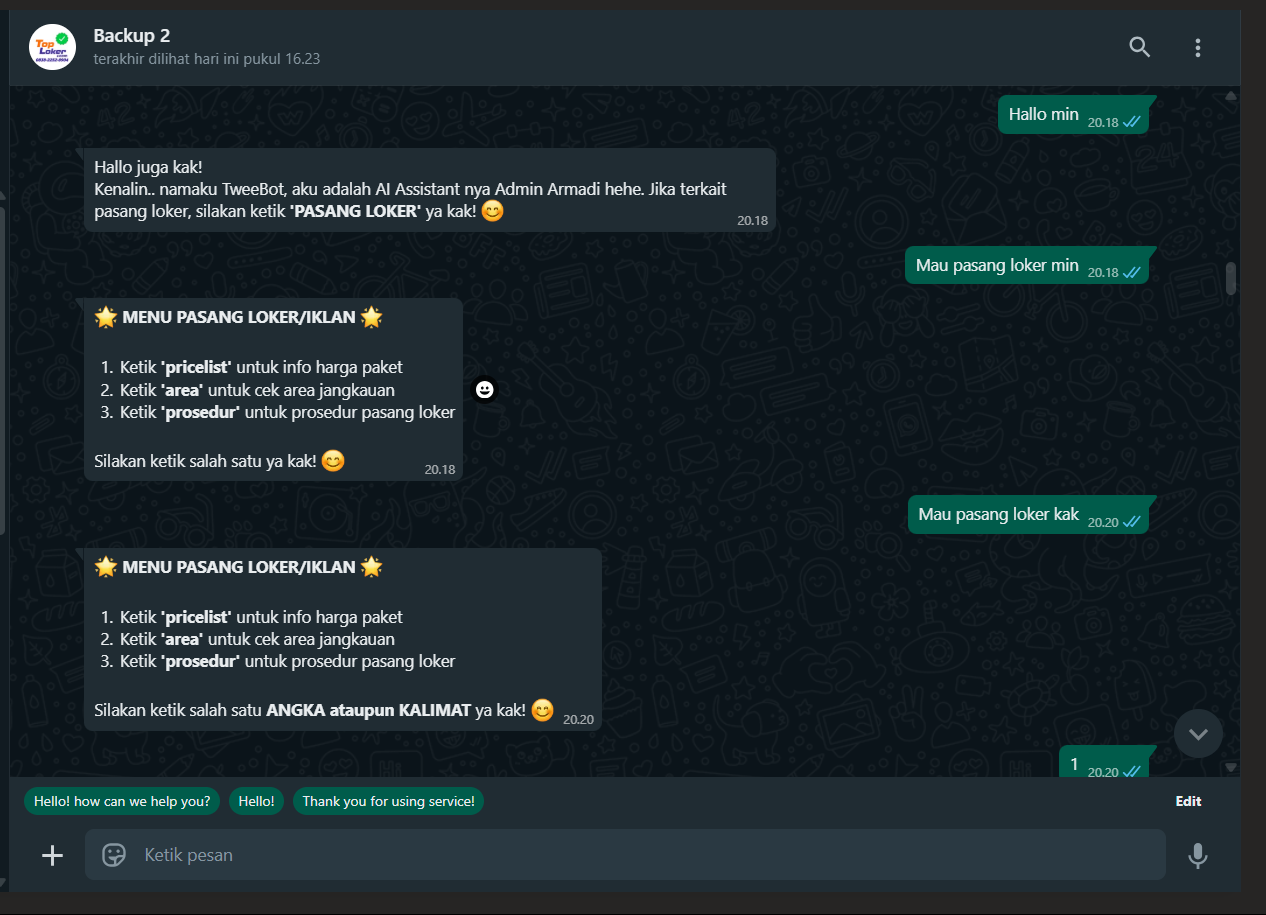 Top
Loker
Backup 2
terakhir dilihat hari ini pukul 16.23
Hallo min 20.18
Hallo juga kak!
Kenalin.. namaku TweeBot, aku adalah AI Assistant nya Admin Armadi hehe. Jika terkait
pasang loker, silakan ketik 'PASANG LOKER' ya kak! 😊
20.18
Mau pasang loker min 20.18
🌟 MENU PASANG LOKER/IKLAN 🌟
1. Ketik 'pricelist' untuk info harga paket
2. Ketik 'area' untuk cek area jangkauan
3. Ketik 'prosedur' untuk prosedur pasang loker
Silakan ketik salah satu ya kak! 😊
20.18
Mau pasang loker kak 20.20
🌟 MENU PASANG LOKER/IKLAN 🌟
1. Ketik 'pricelist' untuk info harga paket
2. Ketik 'area' untuk cek area jangkauan
3. Ketik 'prosedur' untuk prosedur pasang loker
Silakan ketik salah satu ANGKA ataupun KALIMAT ya kak! 😊 20.20
1 20.20
Hello! how can we help you? Hello! Thank you for using service! Edit
Ketik pesan